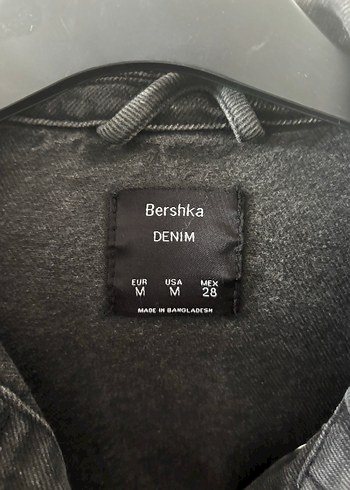 Bershka
DENIM
EUR USA MEX
M M 28
MADE IN BANGLADESH